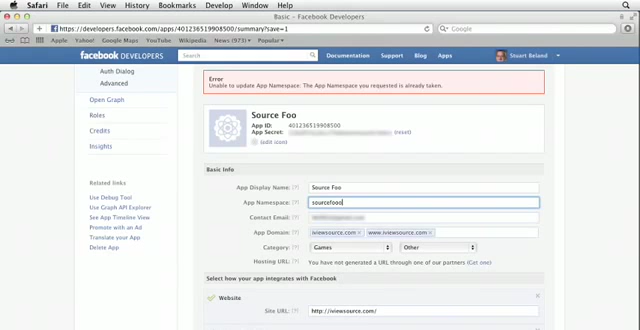 Safari File Edit View History Bookmarks Develop Window Help
Basic - Facebook Developers
https://developers.facebook.com/apps/401236519908500/summary?save=1
Google
Apple Yahoo! Google Maps YouTube Wikipedia News (973) Popular
facebook DEVELOPERS Search Documentation Support Blog Apps Stuart Beland
Auth Dialog
Advanced
Open Graph
Roles
Credits
Insights
Related links
Use Debug Tool
Use Graph API Explorer
See App Timeline View
Promote with an Ad
Translate your App
Delete App
Error
Unable to update App Namespace. The App Namespace you requested is already taken.
Source Foo
App ID: 401236519908500
App Secret: (reset)
(edit icon)
Basic Info
App Display Name: [?] Source Foo
App Namespace: [?] sourcefooo
Contact Email: [?]
App Domain: [?] iviewsource.com × www.iviewsource.com ×
Category: [?] Games Other [?]
Hosting URL: [?] You have not generated a URL through one of our partners (Get one)
Select how your app integrates with Facebook
Website
Site URL: [?] http://iviewsource.com/